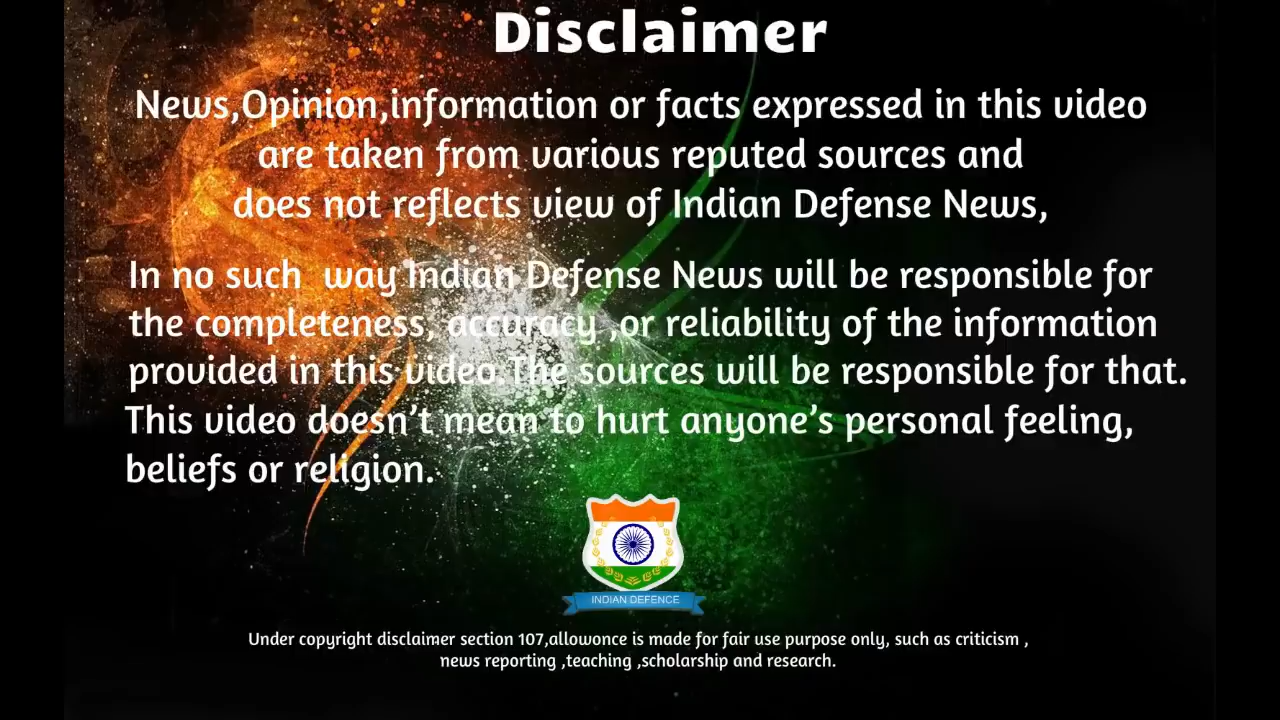 Disclaimer
News,Opinion,information or facts expressed in this video
are taken from various reputed sources and
does not reflects view of Indian Defense News,
In no such way Indian Defense News will be responsible for
the completeness, accuracy ,or reliability of the information
provided in this video.The sources will be responsible for that.
This video doesn't mean to hurt anyone's personal feeling,
beliefs or religion.
INDIAN DEFENCE
Under copyright disclaimer section 107,allowonce is made for fair use purpose only, such as criticism ,
news reporting ,teaching ,scholarship and research.